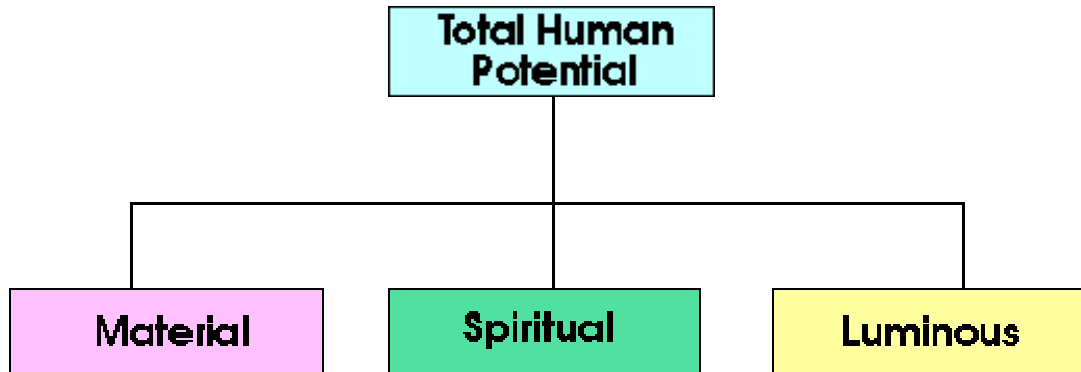 Total Human
Potential
Material
Spiritual
Luminous